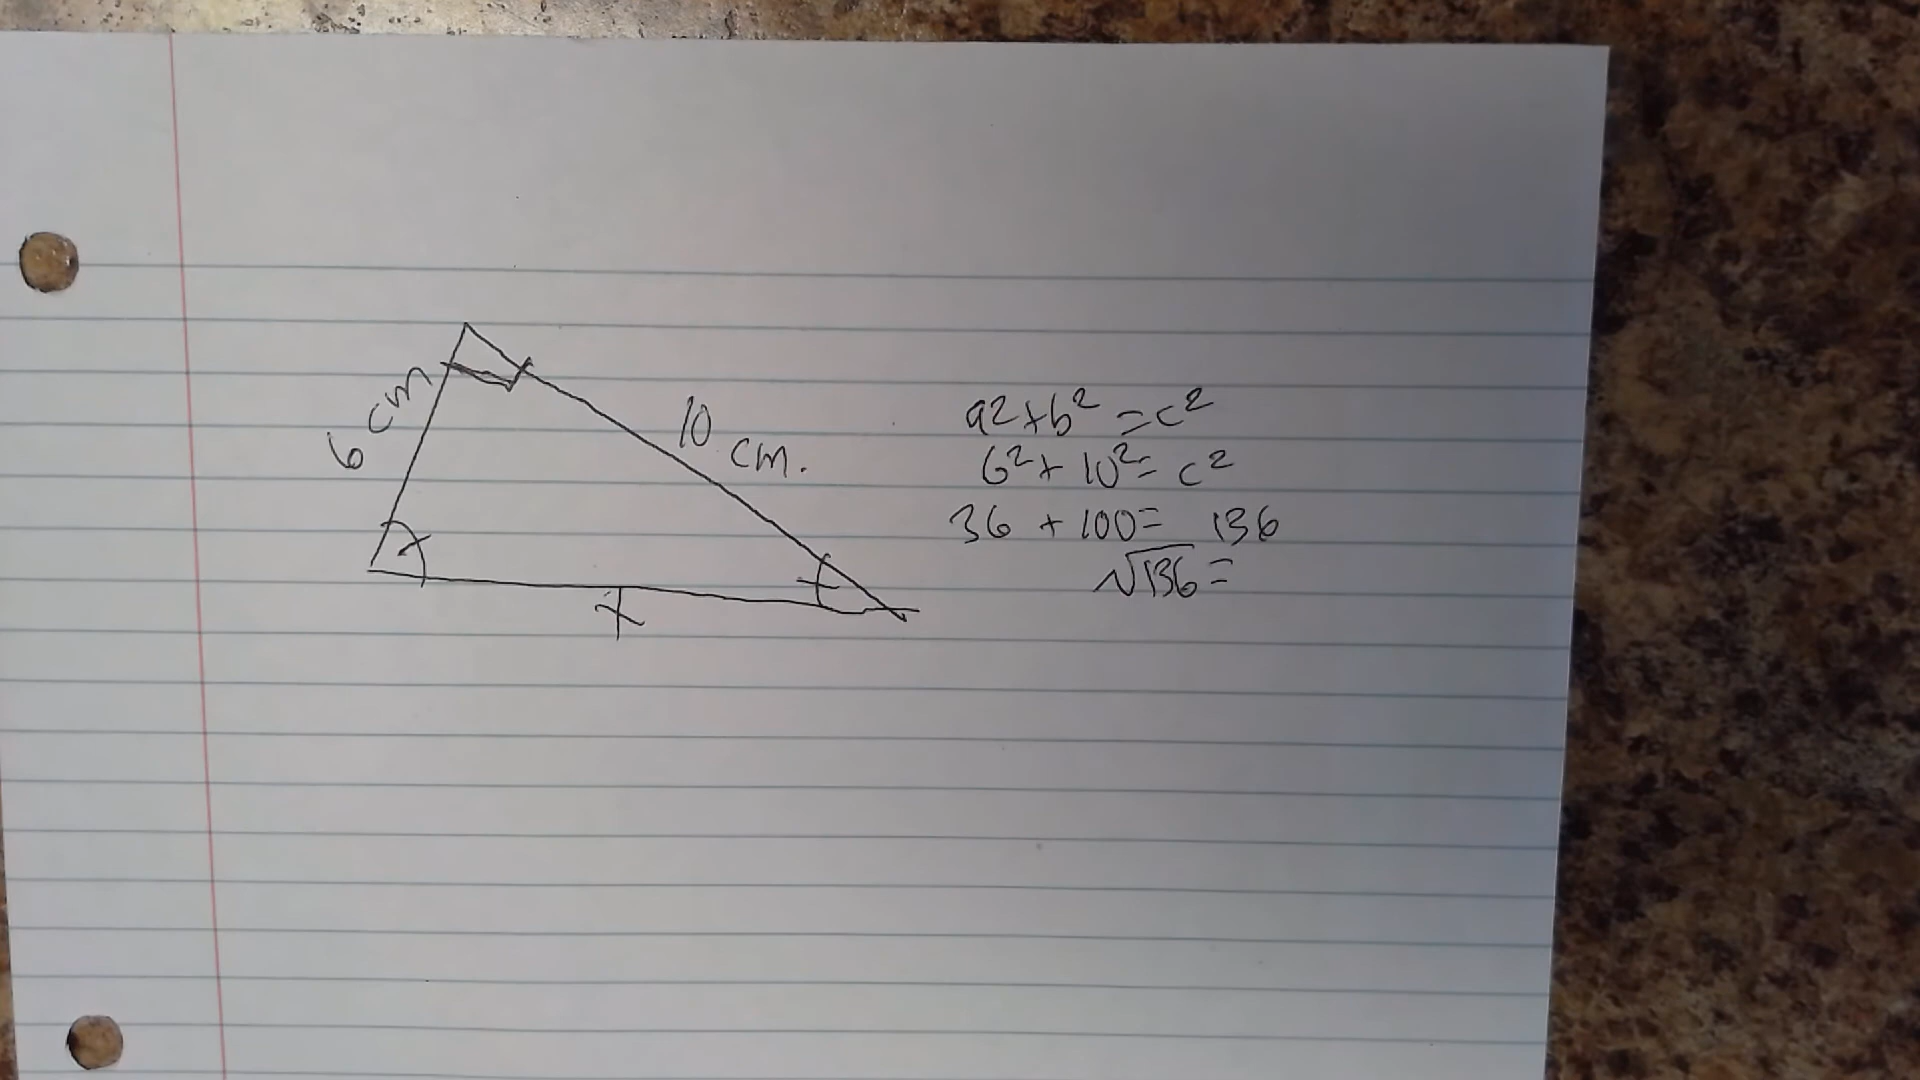 6 cm
10 cm.
x
a2+b² = c²
6² + 10² = c²
36 + 100 = 136
√136 =